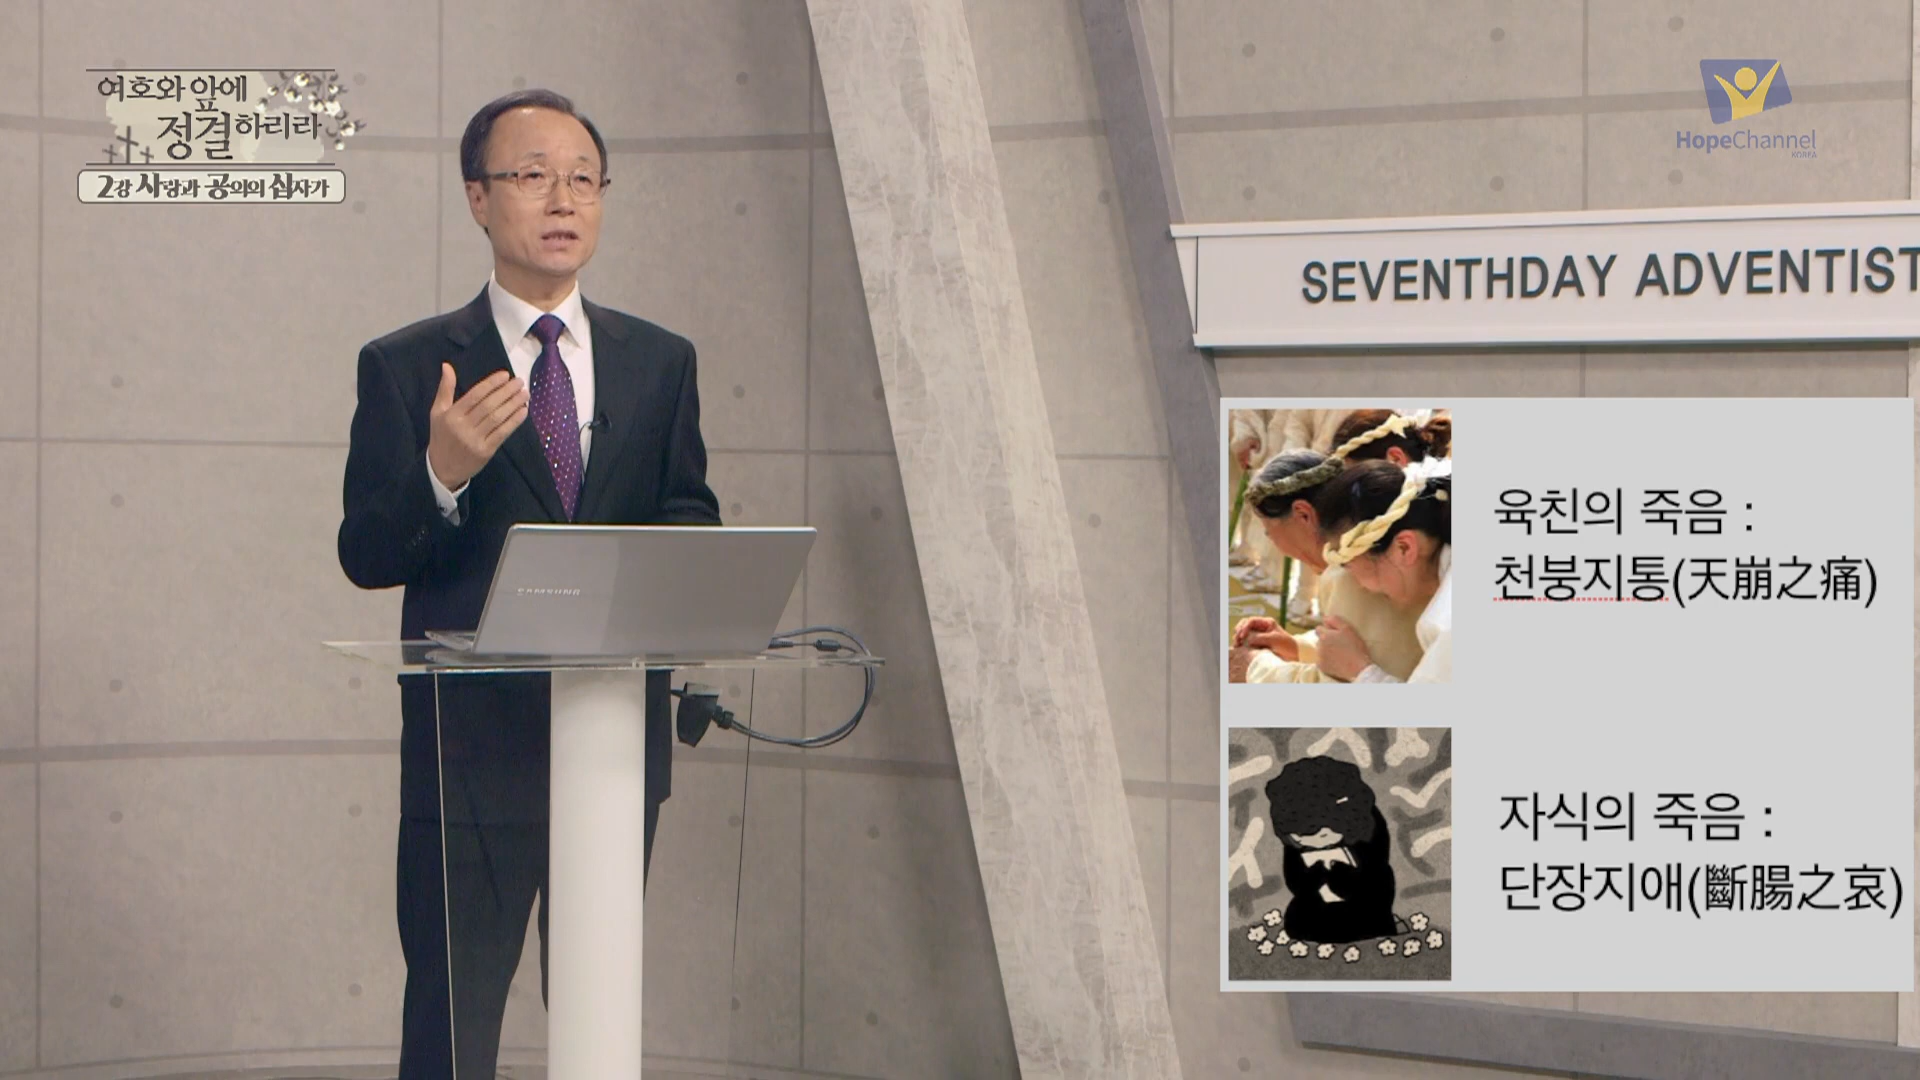 여호와 앞에
정결하리라
2강 사랑과 공의의 십자가
HopeChannel
KOREA
SEVENTHDAY ADVENTIST
육친의 죽음 :
천붕지통(天崩之痛)
자식의 죽음 :
단장지애(斷腸之哀)
SAMSUNG